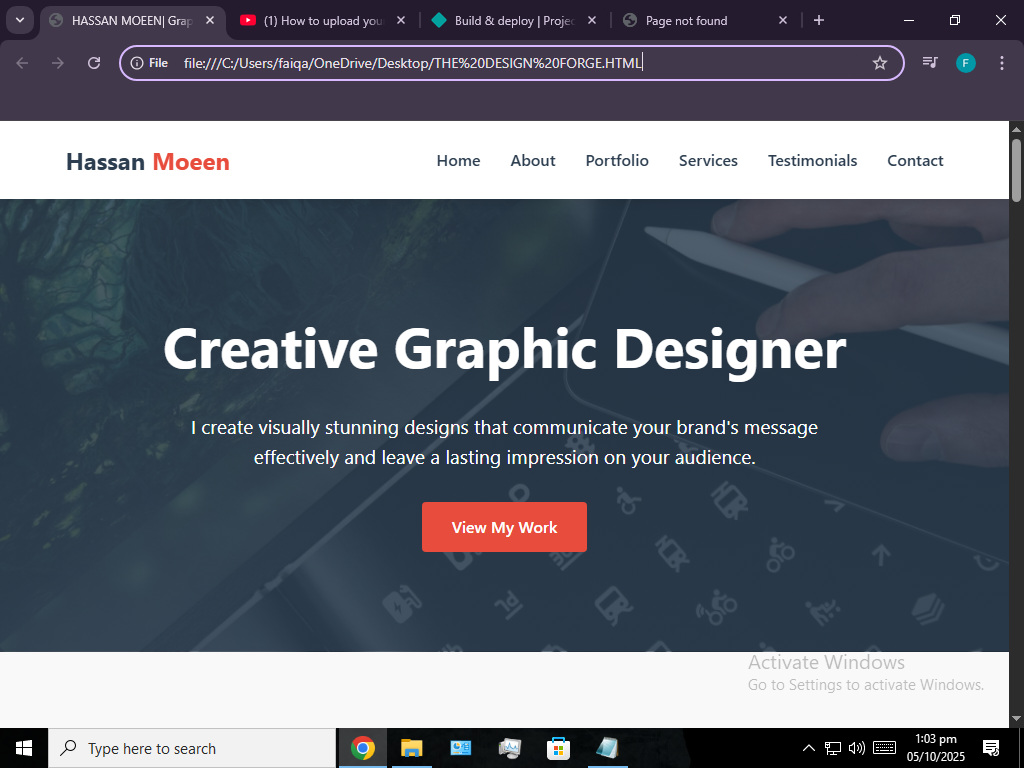 HASSAN MOEEN| Grap
(1) How to upload you
Build & deploy | Projec
Page not found
File
file:///C:/Users/faiqa/OneDrive/Desktop/THE%20DESIGN%20FORGE.HTML
F
Hassan Moeen
Home
About
Portfolio
Services
Testimonials
Contact
Creative Graphic Designer
I create visually stunning designs that communicate your brand's message
effectively and leave a lasting impression on your audience.
View My Work
Activate Windows
Go to Settings to activate Windows.
Type here to search
1:03 pm
05/10/2025